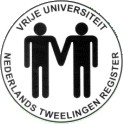 VRIJE UNIVERSITEIT
NEDERLANDS TWEELINGEN REGISTER